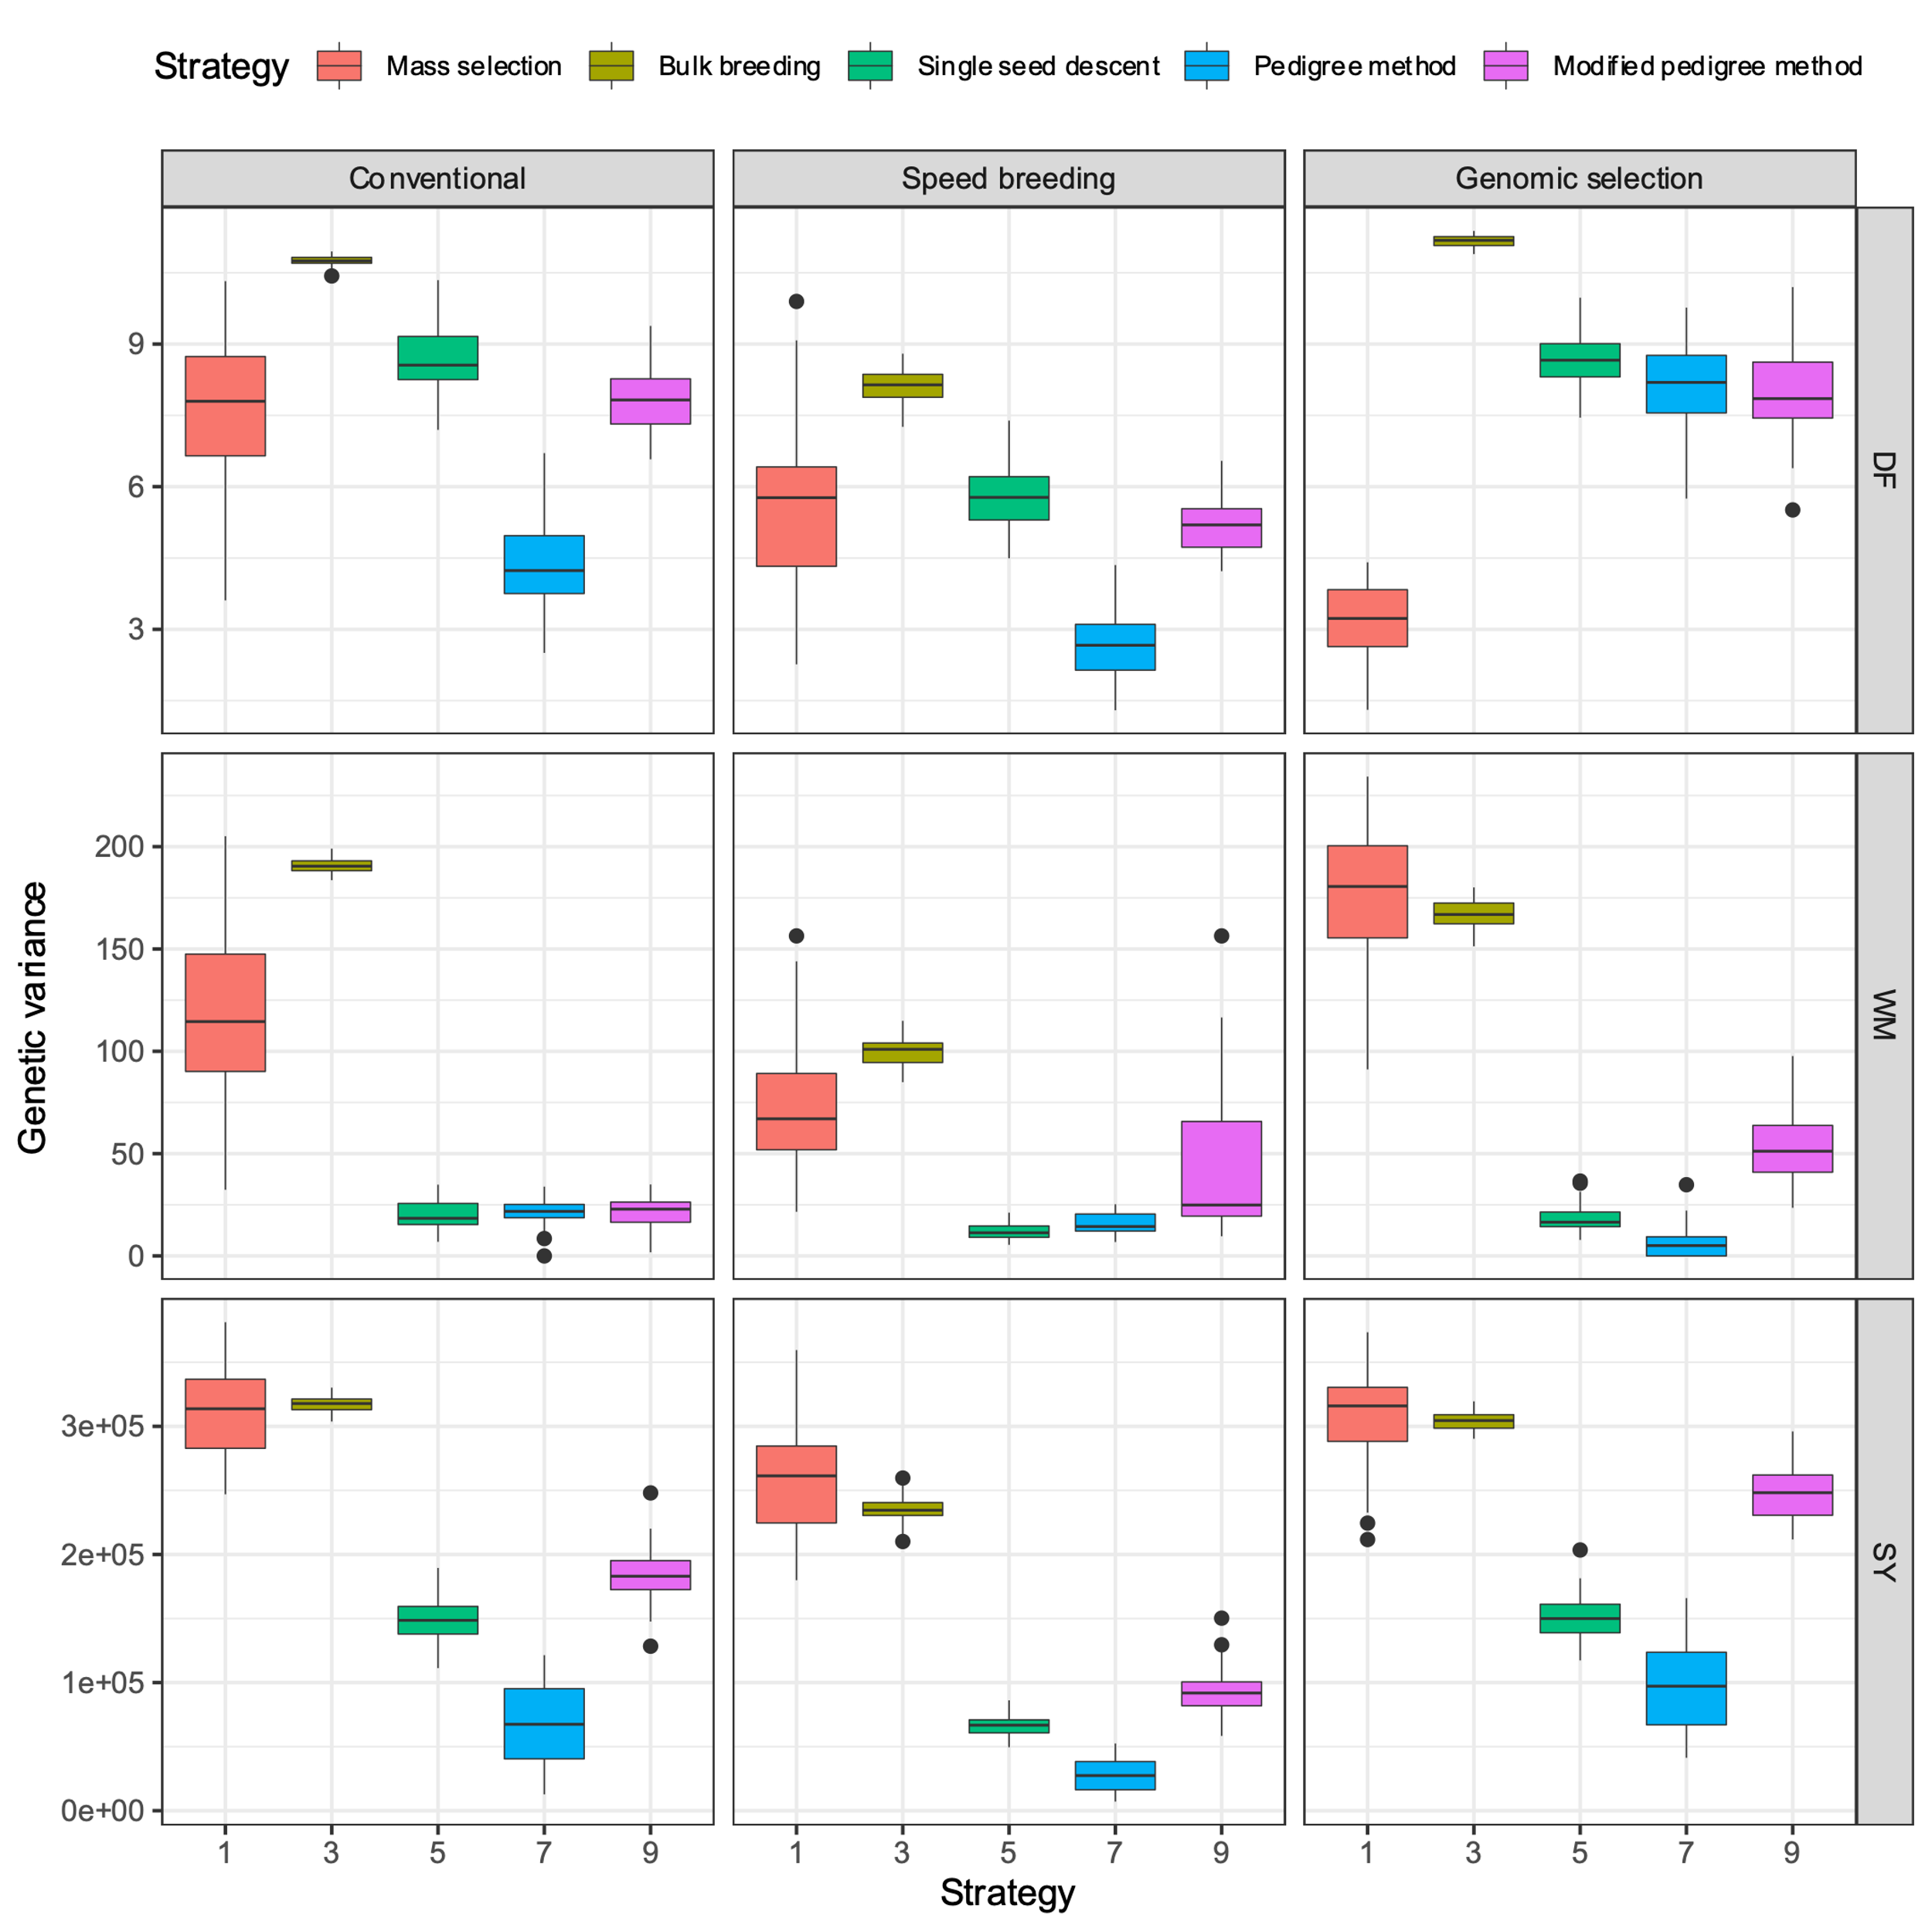 Strategy Mass selection Bulk breeding Single seed descent Pedigree method Modified pedigree method
Conventional Speed breeding Genomic selection
9
6
3
DF
200
150
100
50
0
WM
Genetic variance
3e+05
2e+05
1e+05
0e+00
SY
1 3 5 7 9 1 3 5 7 9 1 3 5 7 9
Strategy